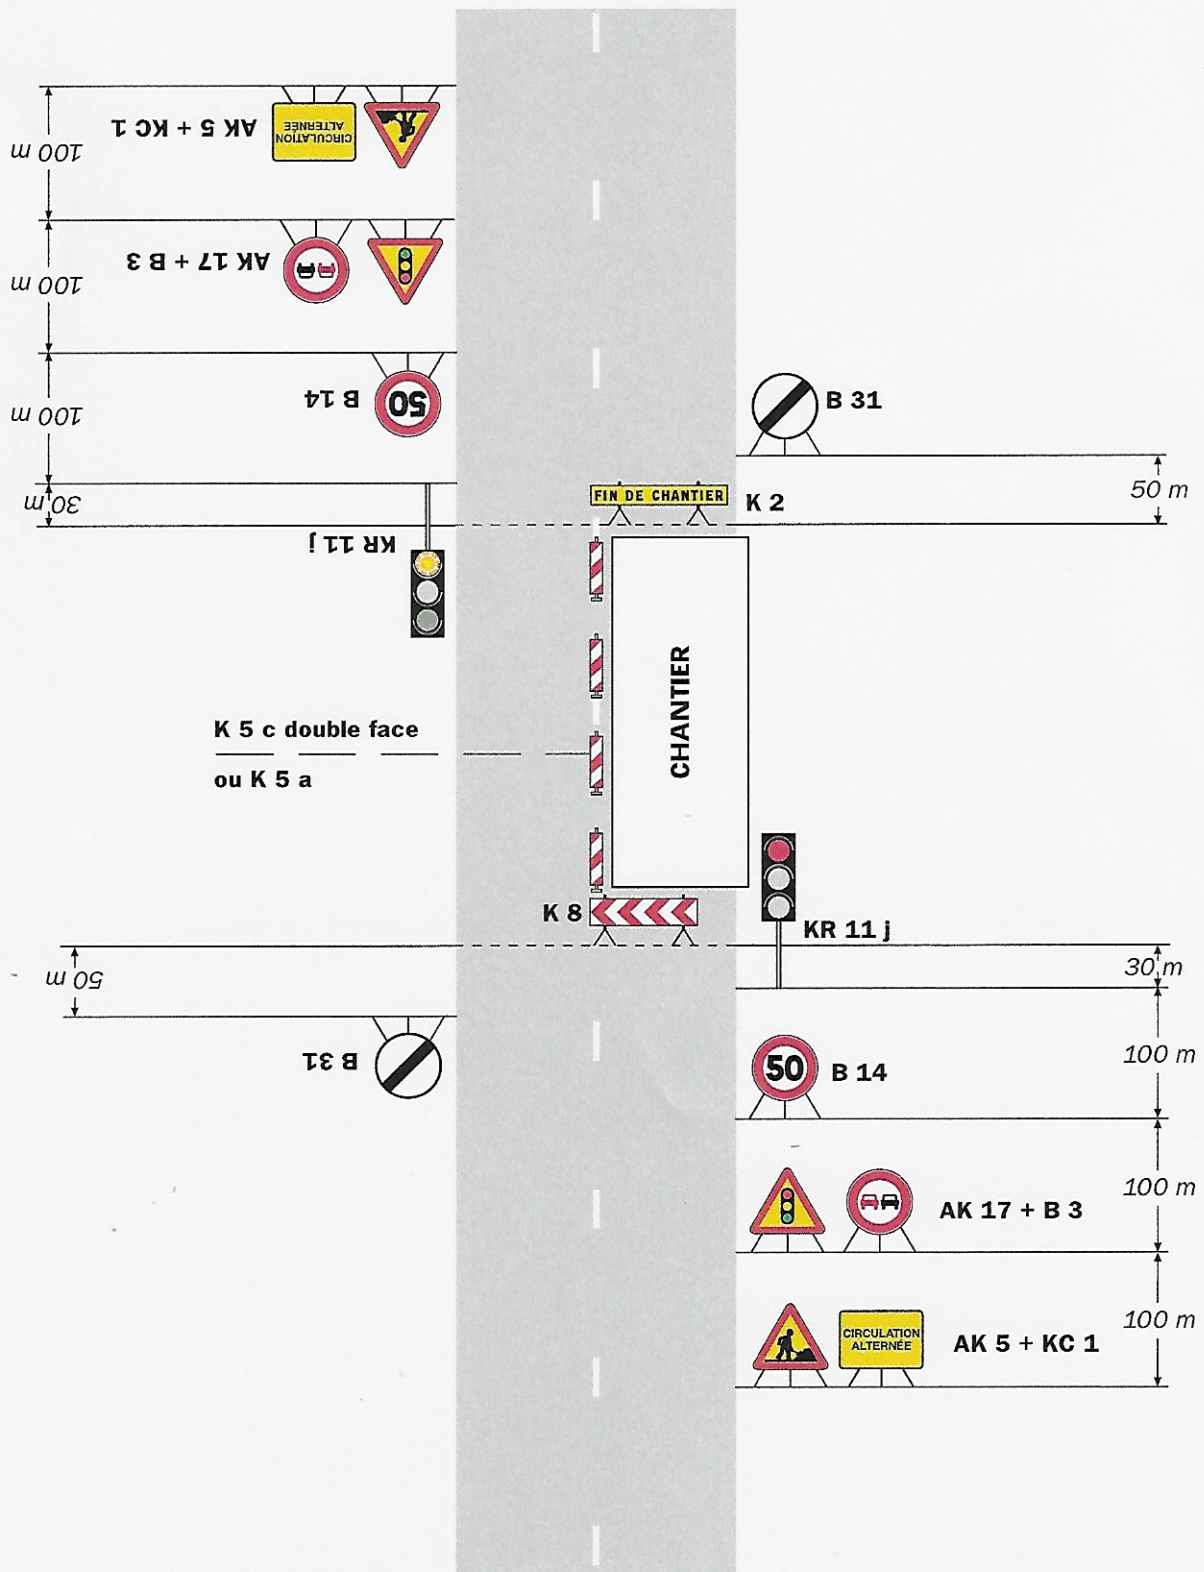 AK 5 + KC 1
CIRCULATION
ALTERNÉE
100 m
AK 17 + B 3
100 m
B 14
50
100 m
30 m
KR 11 j
B 31
50 m
FIN DE CHANTIER
K 2
CHANTIER
K 5 c double face
ou K 5 a
K 8
KR 11 j
30 m
50 m
B 31
50
B 14
100 m
AK 17 + B 3
100 m
CIRCULATION
ALTERNÉE
AK 5 + KC 1
100 m